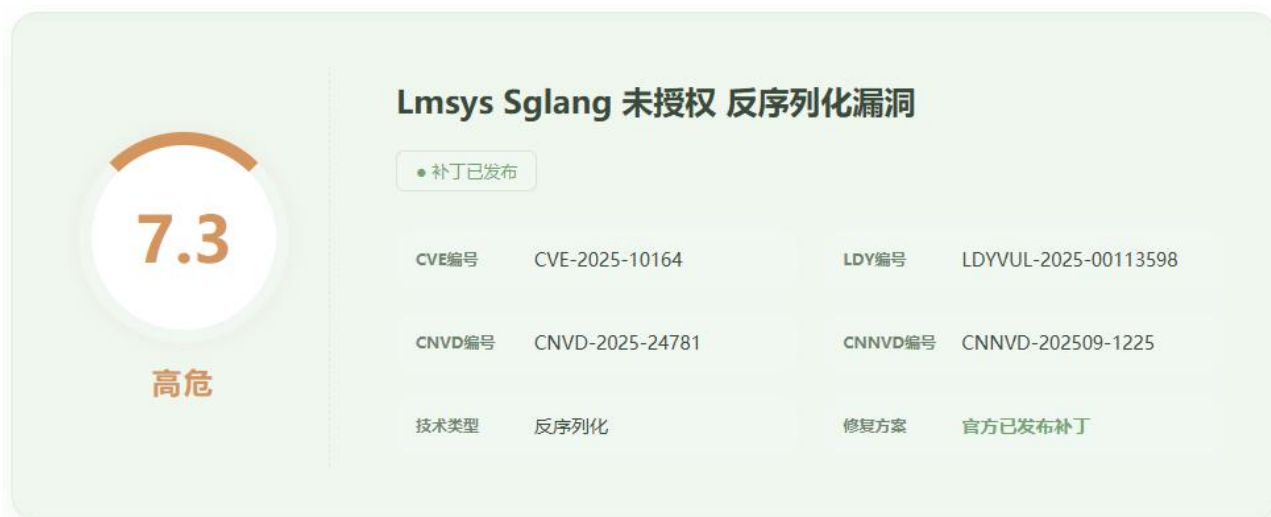 Lmsys Sglang 未授权 反序列化漏洞
● 补丁已发布
7.3
高危
CVE编号 CVE-2025-10164 LDY编号 LDYVUL-2025-00113598
CNVD编号 CNVD-2025-24781 CNNVD编号 CNNVD-202509-1225
技术类型 反序列化 修复方案 官方已发布补丁